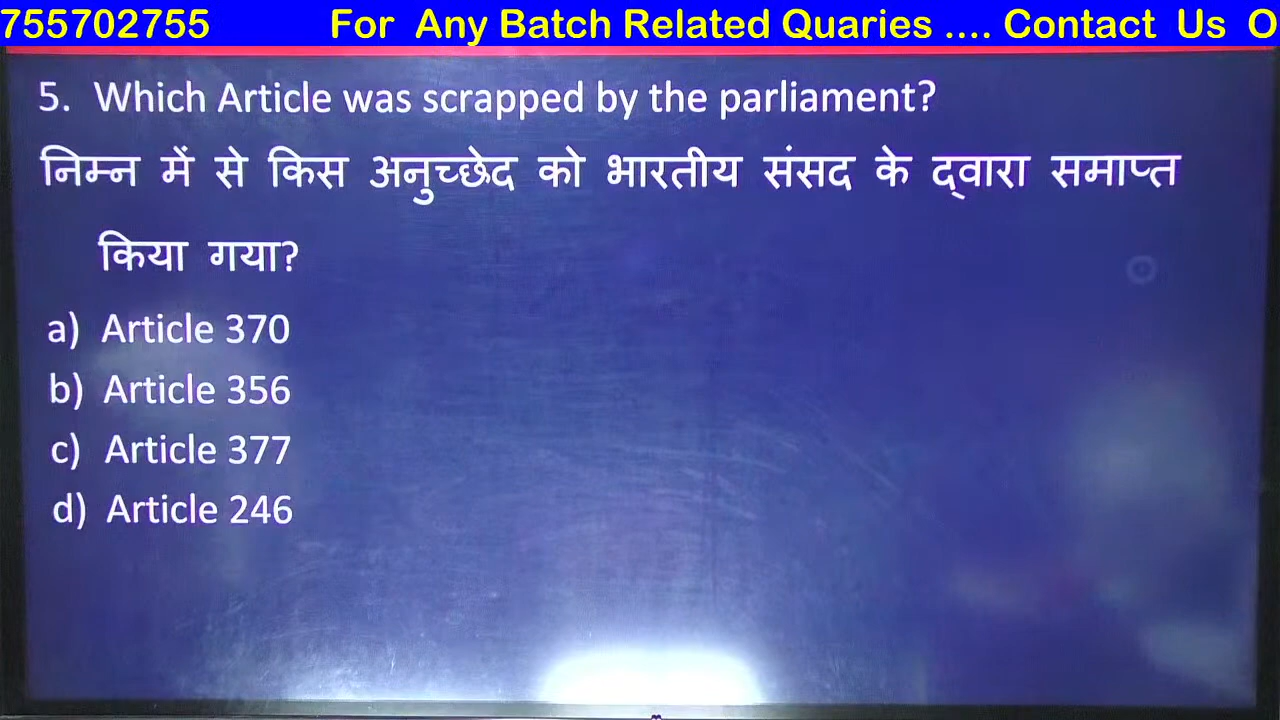 755702755 For Any Batch Related Quaries .... Contact Us O
5. Which Article was scrapped by the parliament?
निम्न में से किस अनुच्छेद को भारतीय संसद के द्वारा समाप्त
किया गया?
a) Article 370
b) Article 356
c) Article 377
d) Article 246